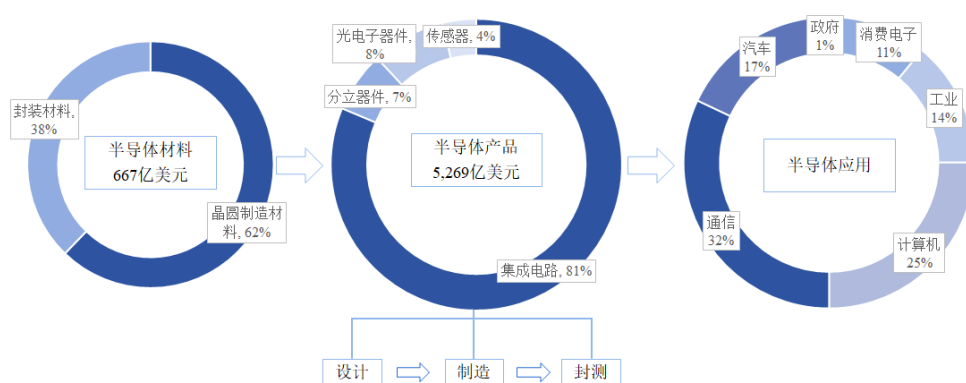 封装材料,
38%
半导体材料
667亿美元
晶圆制造材
料, 62%
光电子器件,
8%
传感器, 4%
分立器件, 7%
半导体产品
5,269亿美元
集成电路, 81%
设计
制造
封测
政府
1%
消费电子
11%
汽车
17%
工业
14%
半导体应用
通信
32%
计算机
25%